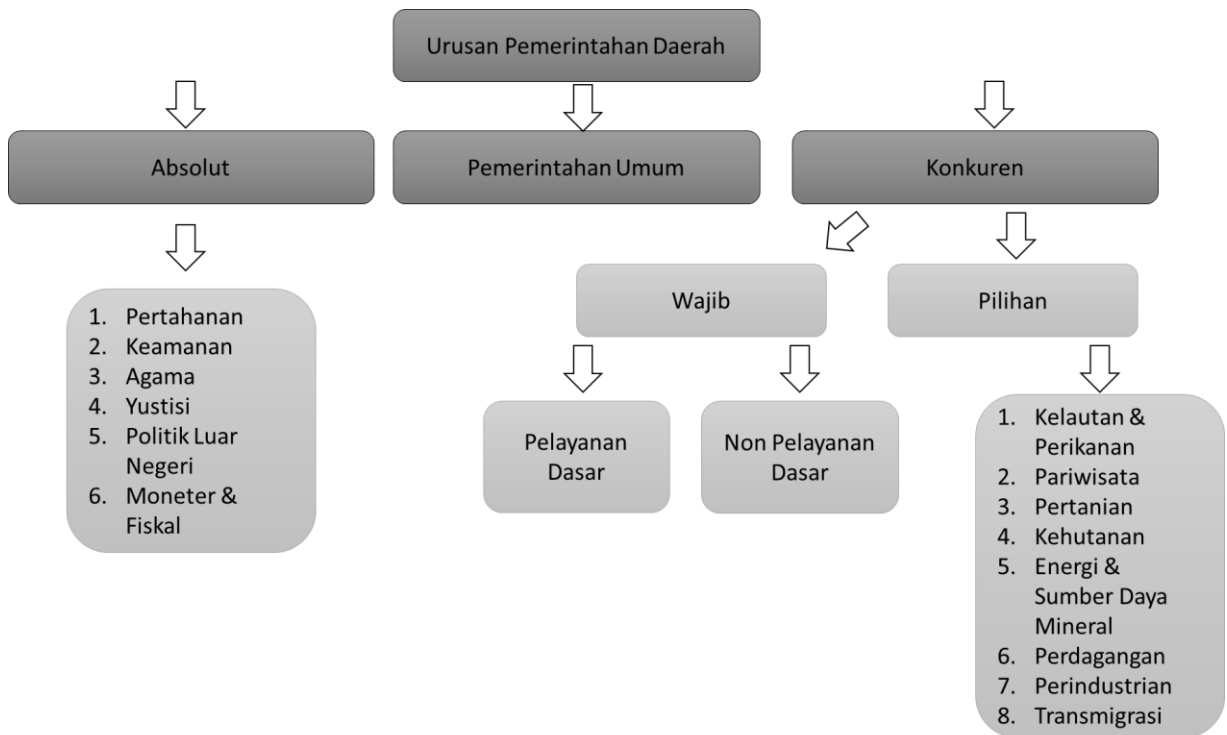 Urusan Pemerintahan Daerah
Absolut
Pemerintahan Umum
Konkuren
Wajib
Pilihan
1. Pertahanan
2. Keamanan
3. Agama
4. Yustisi
5. Politik Luar
Negeri
6. Moneter &
Fiskal
Pelayanan
Dasar
Non Pelayanan
Dasar
1. Kelautan &
Perikanan
2. Pariwisata
3. Pertanian
4. Kehutanan
5. Energi &
Sumber Daya
Mineral
6. Perdagangan
7. Perindustrian
8. Transmigrasi